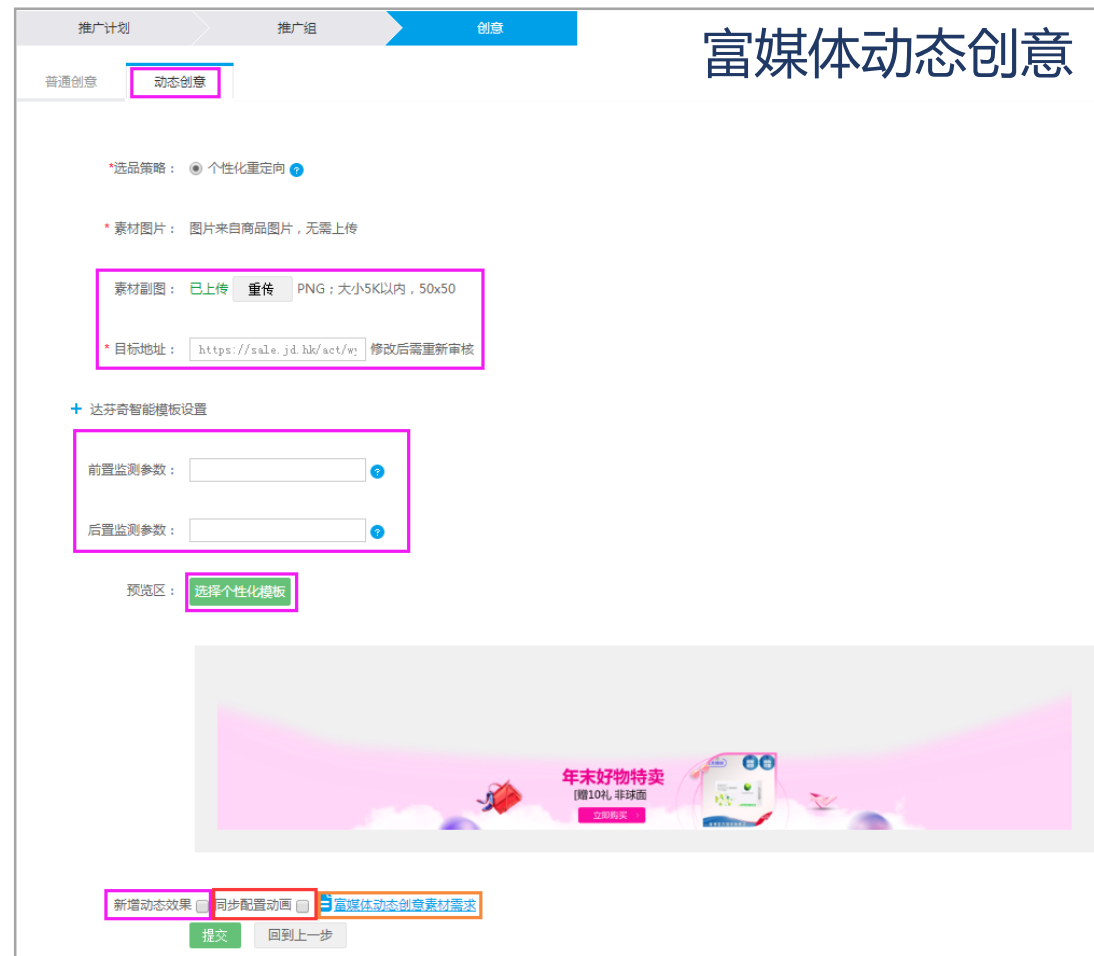 推广计划 推广组 创意
富媒体动态创意
普通创意 动态创意
*选品策略： 个性化重定向 ?
* 素材图片： 图片来自商品图片，无需上传
素材副图： 已上传 重传 PNG；大小5K以内，50x50
* 目标地址： https://sale.jd.hk/act/w 修改后需重新审核
+ 达芬奇智能模板设置
前置监测参数： ?
后置监测参数： ?
预览区： 选择个性化模板
年末好物特卖
[赠10礼 非球面
立即购买 >
新增动态效果 同步配置动画 富媒体动态创意素材需求
提交 回到上一步